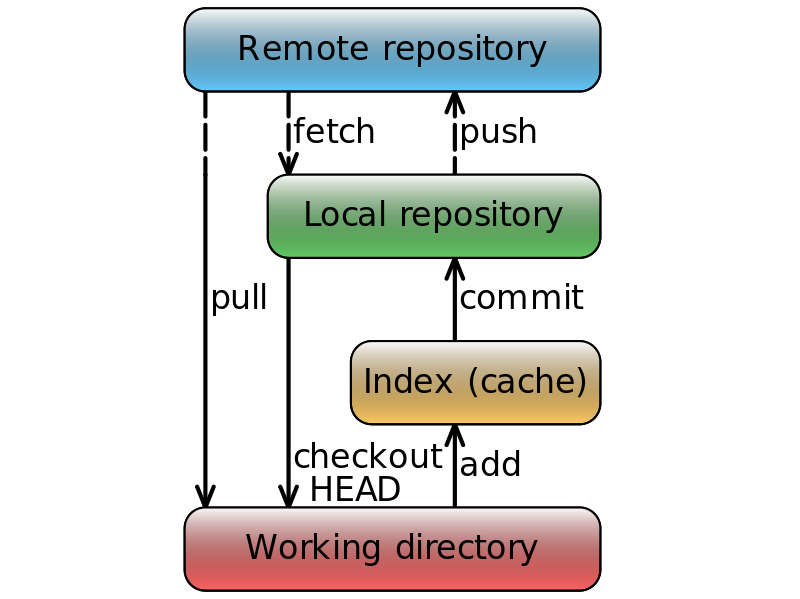 Remote repository
fetch
push
Local repository
pull
commit
Index (cache)
checkout
HEAD
add
Working directory